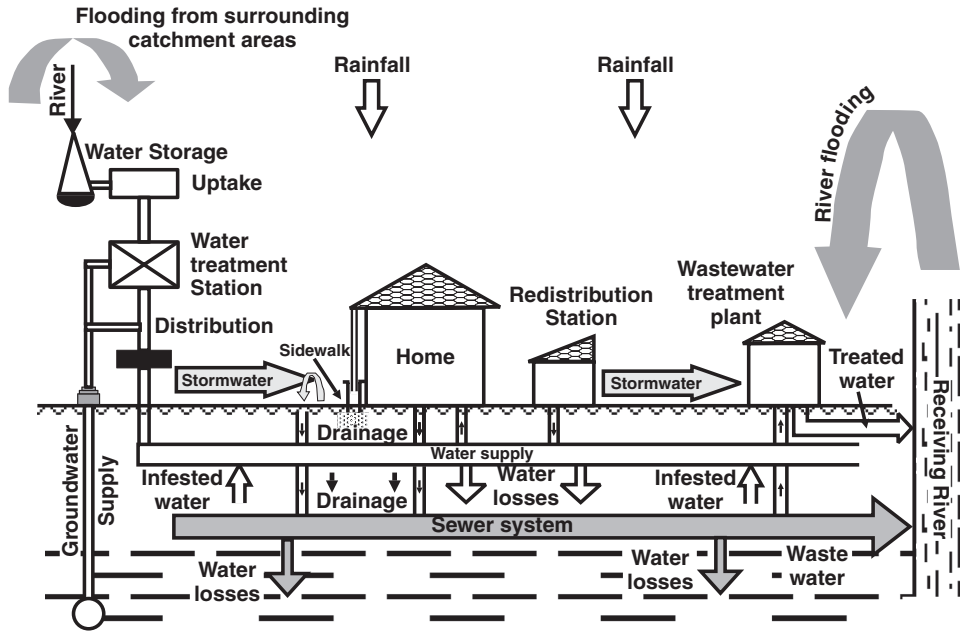 Flooding from surrounding
catchment areas
River
Rainfall
Rainfall
River flooding
Water Storage
Uptake
Water
treatment
Station
Distribution
Sidewalk
Stormwater
Home
Redistribution
Station
Stormwater
Wastewater
treatment
plant
Treated
water
Drainage
Water supply
Groundwater
Supply
Infested
water
Drainage
Water
losses
Infested
water
Receiving River
Sewer system
Water
losses
Water
losses
Waste
water